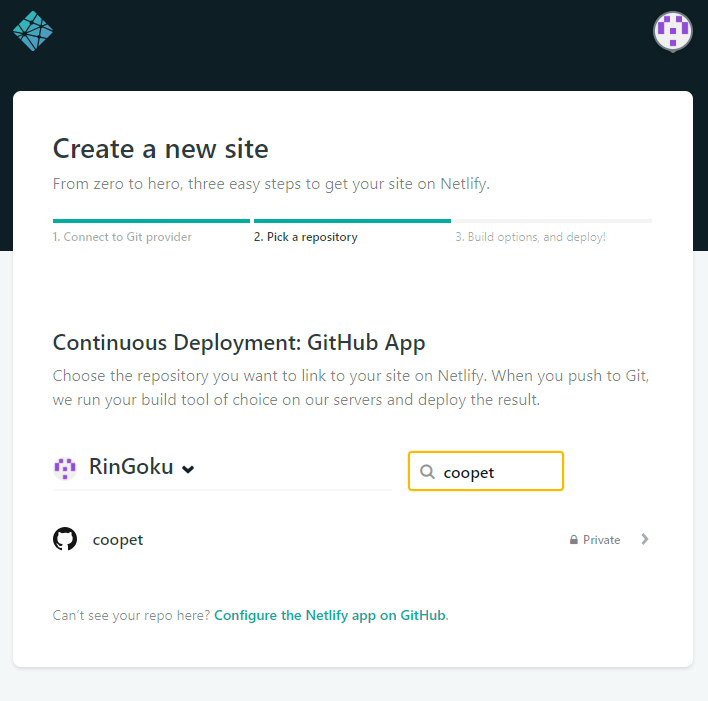 Create a new site
From zero to hero, three easy steps to get your site on Netlify.
1. Connect to Git provider
2. Pick a repository
3. Build options, and deploy!
Continuous Deployment: GitHub App
Choose the repository you want to link to your site on Netlify. When you push to Git,
we run your build tool of choice on our servers and deploy the result.
RinGoku
coopet
coopet
Private
Can't see your repo here? Configure the Netlify app on GitHub.